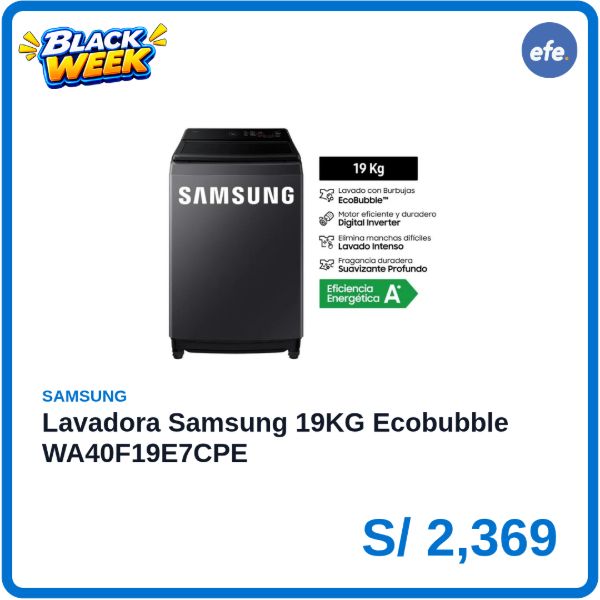 BLACK
WEEK
efe.
SAMSUNG
19 Kg
Lavado con Burbujas
EcoBubble™
Motor eficiente y duradero
Digital Inverter
Elimina manchas difíciles
Lavado Intenso
Fragancia duradera
Suavizante Profundo
Eficiencia
Energética A*
SAMSUNG
Lavadora Samsung 19KG Ecobubble
WA40F19E7CPE
S/ 2,369